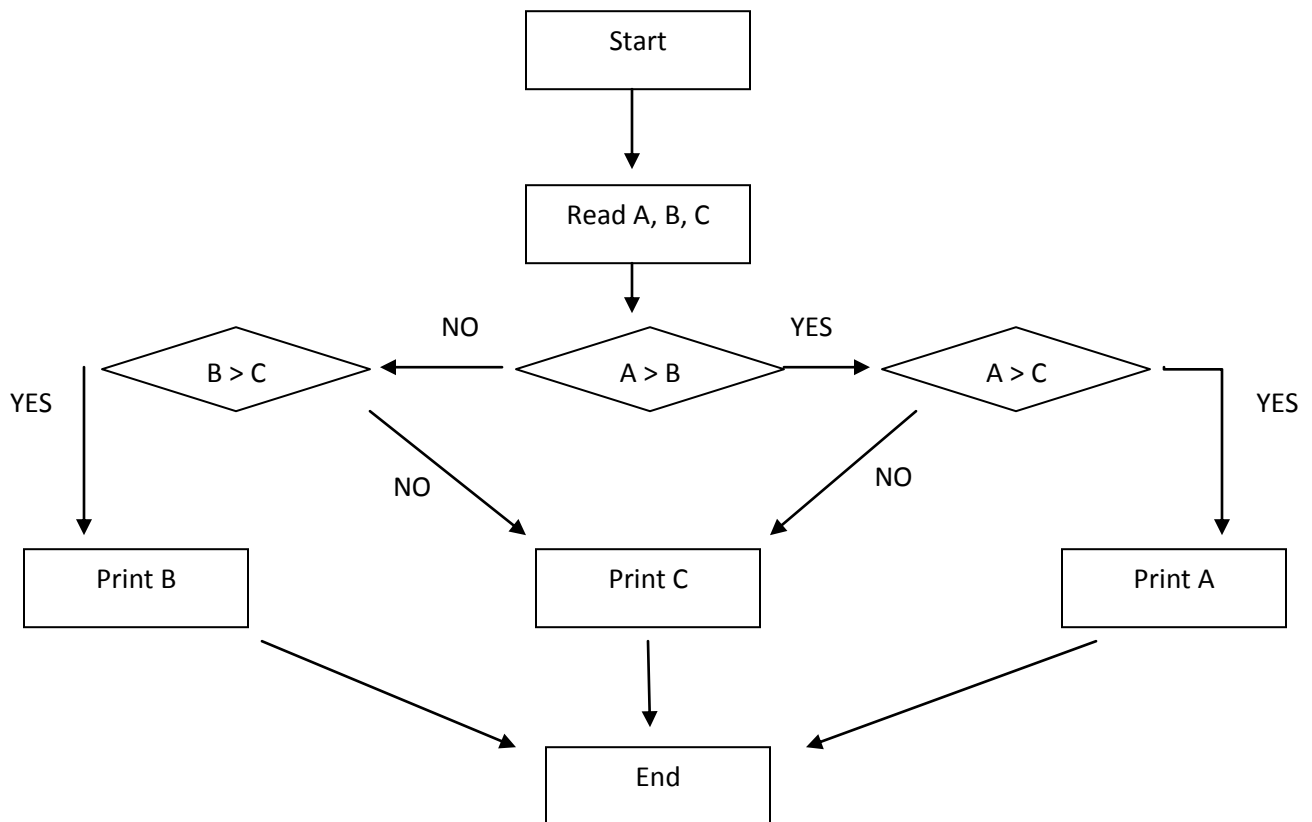 Start
Read A, B, C
NO
YES
B > C
A > B
A > C
YES
YES
NO
NO
Print B
Print C
Print A
End